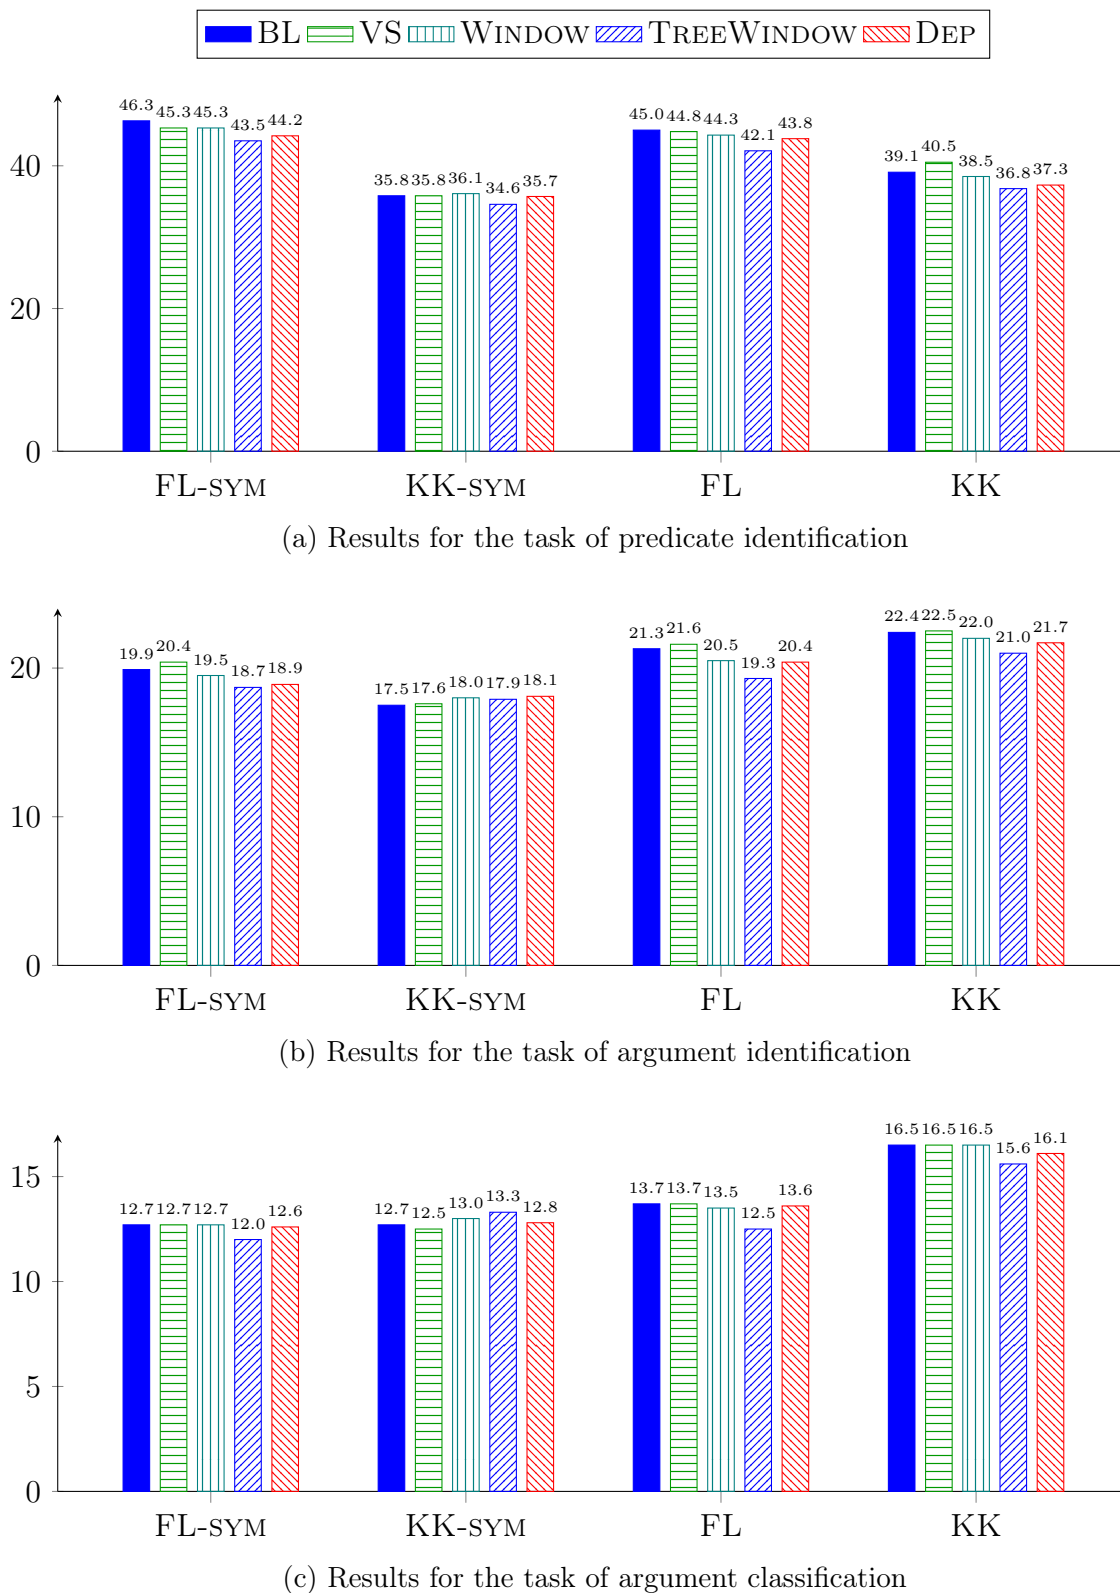 BL VS WINDOW TREEWINDOW DEP
46.3 45.3 45.3 43.5 44.2 45.0 44.8 44.3 42.1 43.8 39.1 40.5 38.5 36.8 37.3
40
35.8 35.8 36.1 34.6 35.7
20
0
FL-SYM KK-SYM FL KK
(a) Results for the task of predicate identification
19.9 20.4 19.5 18.7 18.9 17.5 17.6 18.0 17.9 18.1 21.3 21.6 20.5 19.3 20.4 22.4 22.5 22.0 21.0 21.7
20
10
0
FL-SYM KK-SYM FL KK
(b) Results for the task of argument identification
12.7 12.7 12.7 12.0 12.6 12.7 12.5 13.0 13.3 12.8 13.7 13.7 13.5 12.5 13.6 16.5 16.5 16.5 15.6 16.1
15
10
5
0
FL-SYM KK-SYM FL KK
(c) Results for the task of argument classification